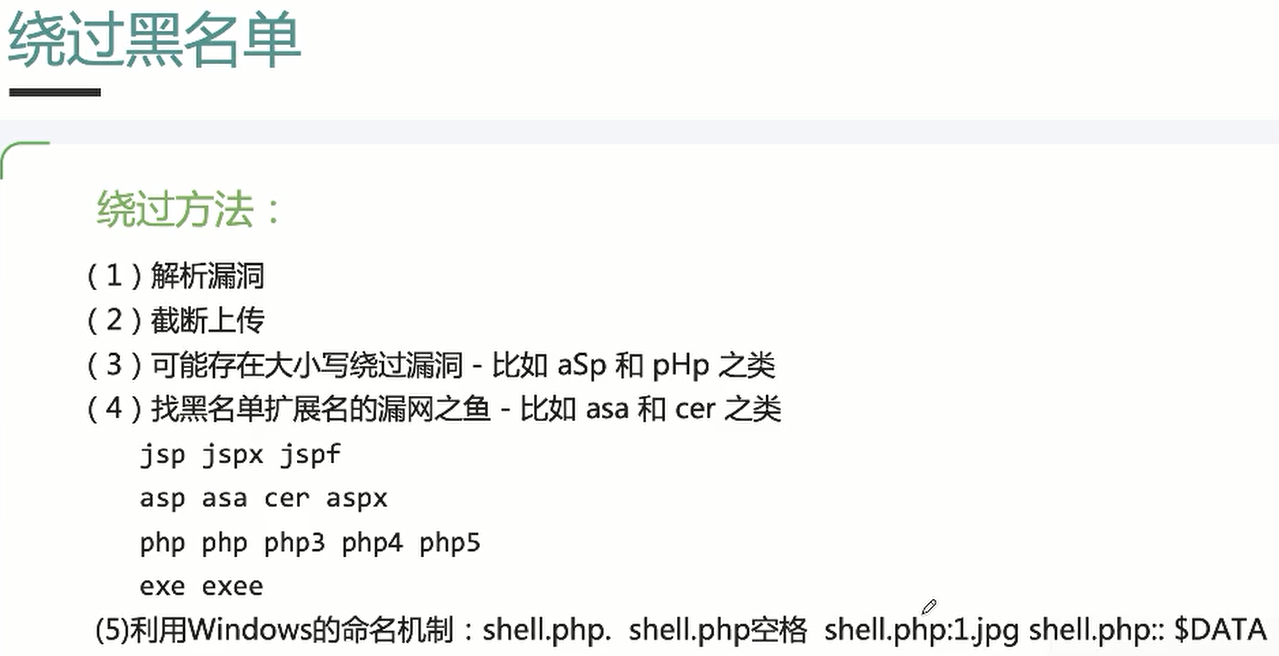 绕过黑名单
绕过方法：
（1）解析漏洞
（2）截断上传
（3）可能存在大小写绕过漏洞 - 比如 aSp 和 pHp 之类
（4）找黑名单扩展名的漏网之鱼 - 比如 asa 和 cer 之类
jsp jspx jspf
asp asa cer aspx
php php php3 php4 php5
exe exee
(5)利用Windows的命名机制：shell.php. shell.php空格 shell.php:1.jpg shell.php:: $DATA